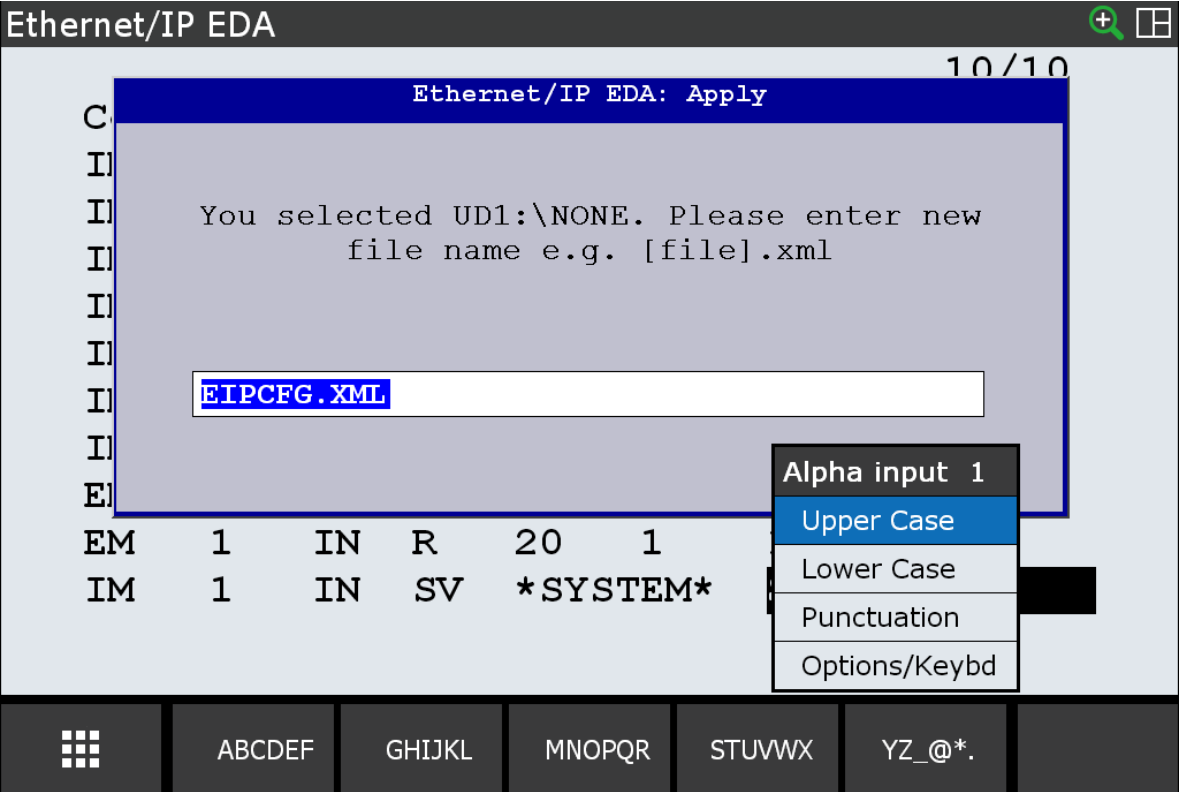 Ethernet/IP EDA
10/10
Ethernet/IP EDA: Apply
You selected UD1:\NONE. Please enter new
file name e.g. [file].xml
EIPCFG.XML
Alpha input 1
Upper Case
Lower Case
Punctuation
Options/Keybd
EM 1 IN R 20 1
IM 1 IN SV *SYSTEM*
ABCDEF GHIJKL MNOPQR STUVWX YZ_@*.